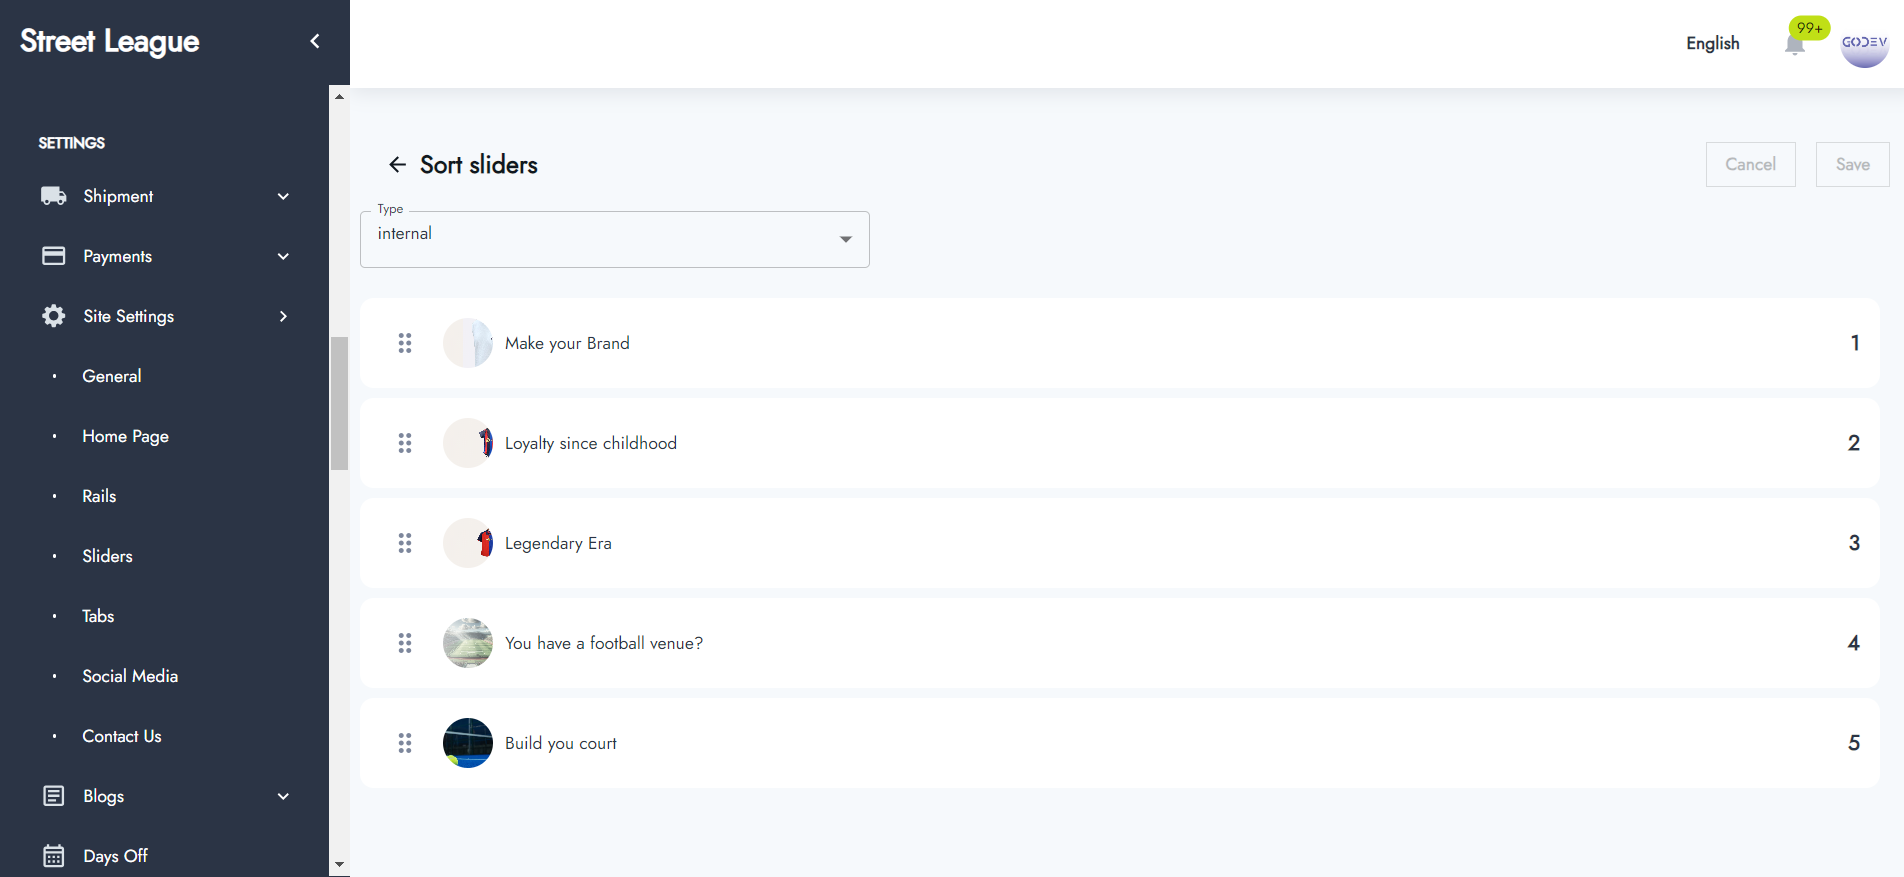 Street League
English
99+
GODEV
SETTINGS
Shipment
Payments
Site Settings
General
Home Page
Rails
Sliders
Tabs
Social Media
Contact Us
Blogs
Days Off
Sort sliders
Cancel
Save
Type
internal
Make your Brand
1
Loyalty since childhood
2
Legendary Era
3
You have a football venue?
4
Build you court
5